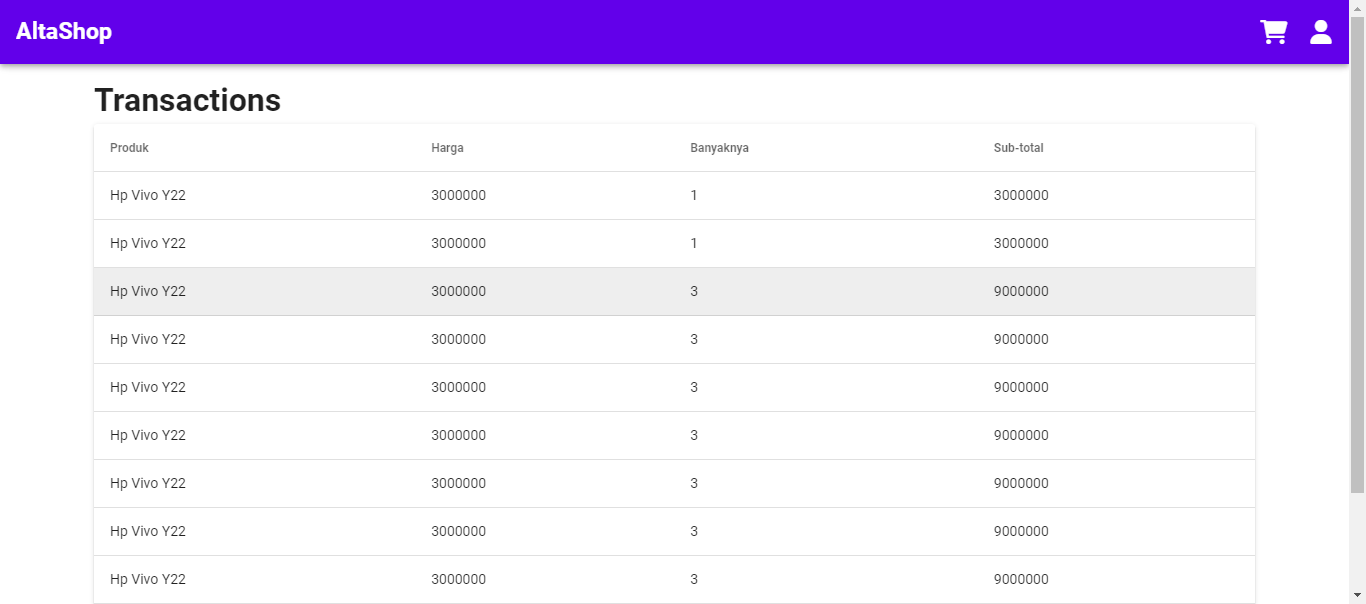 AltaShop
Transactions
Produk Harga Banyaknya Sub-total
Hp Vivo Y22 3000000 1 3000000
Hp Vivo Y22 3000000 1 3000000
Hp Vivo Y22 3000000 3 9000000
Hp Vivo Y22 3000000 3 9000000
Hp Vivo Y22 3000000 3 9000000
Hp Vivo Y22 3000000 3 9000000
Hp Vivo Y22 3000000 3 9000000
Hp Vivo Y22 3000000 3 9000000
Hp Vivo Y22 3000000 3 9000000